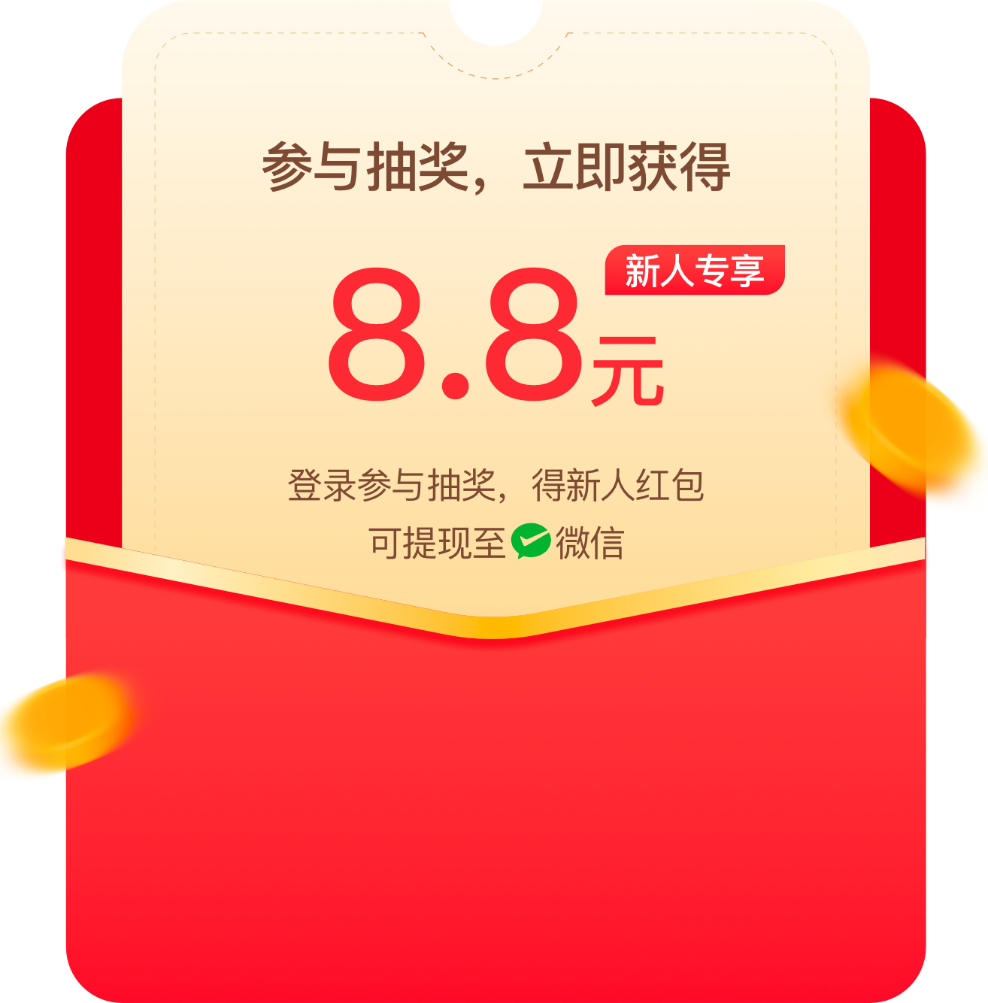 参与抽奖，立即获得
新人专享
8.8元
登录参与抽奖，得新人红包
可提现至微信